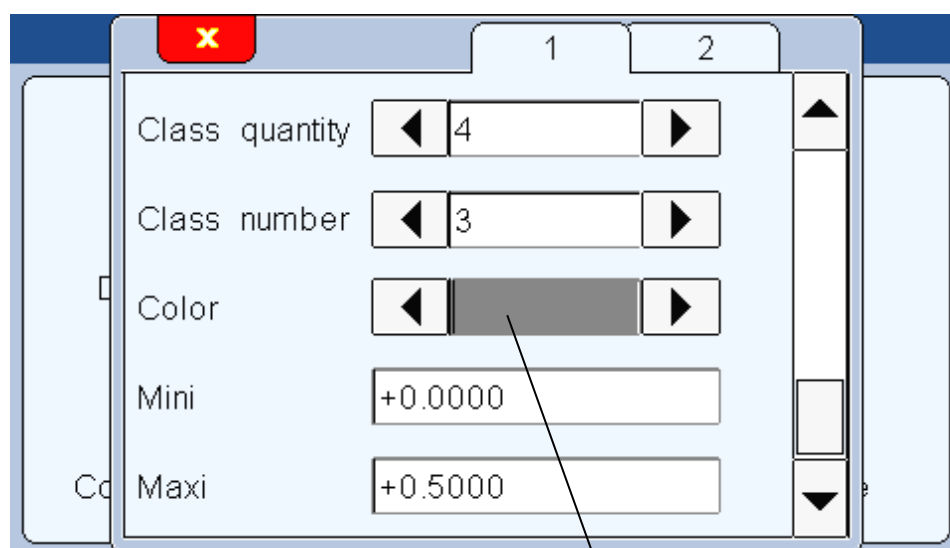 x
1 2
Class quantity 4
Class number 3
Color
Mini +0.0000
Maxi +0.5000